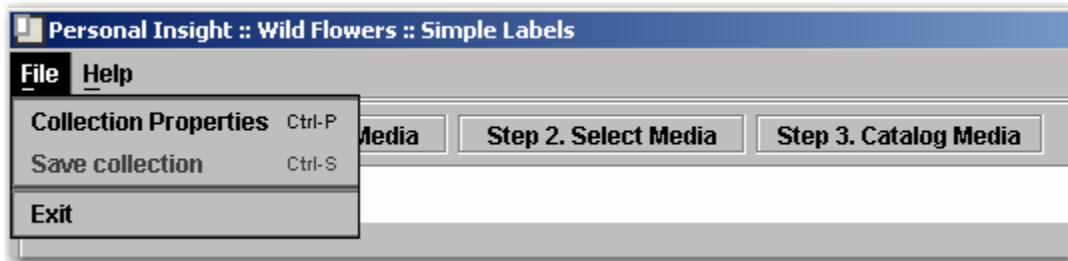 Personal Insight :: Wild Flowers :: Simple Labels
File Help
Collection Properties Ctrl-P
Media Step 2. Select Media Step 3. Catalog Media
Save collection Ctrl-S
Exit